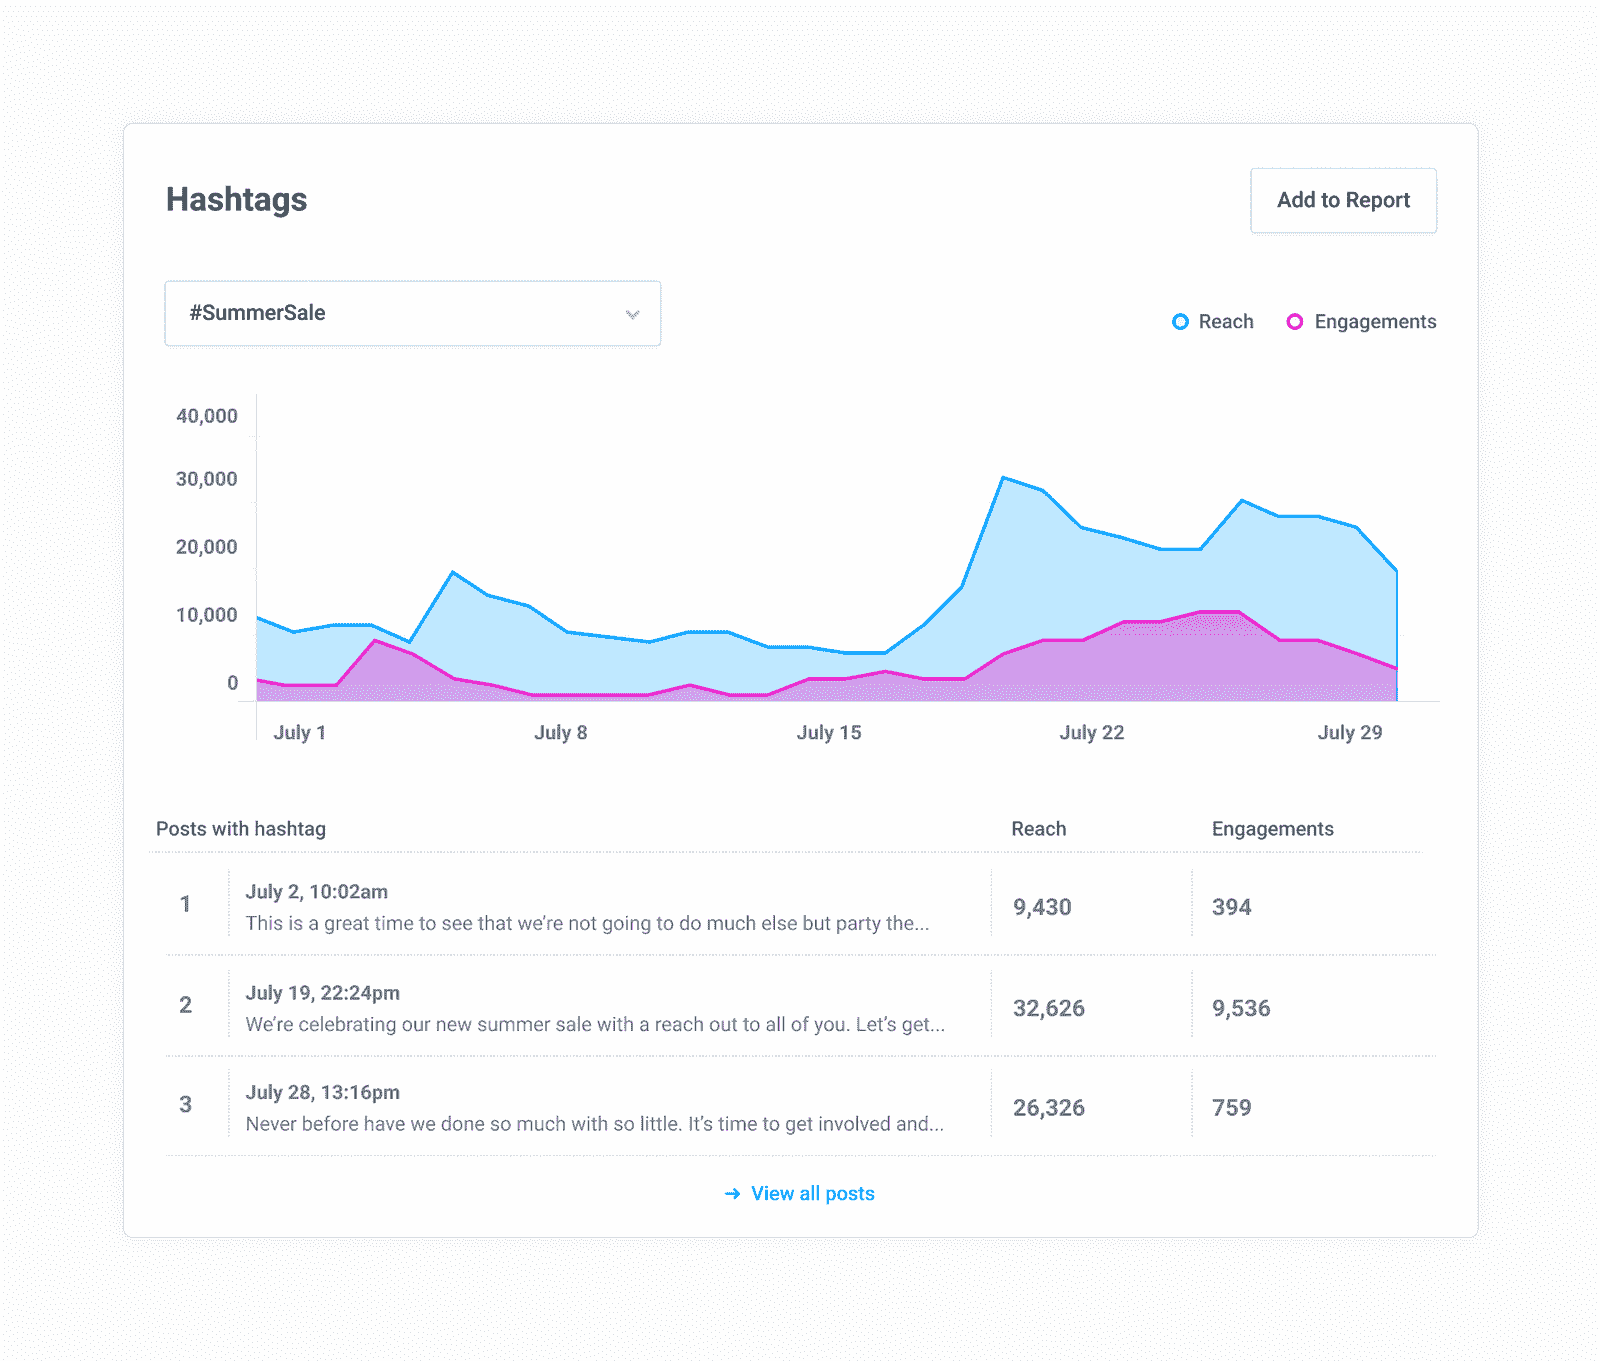 Hashtags
Add to Report
#SummerSale
Reach
Engagements
40,000
30,000
20,000
10,000
0
July 1
July 8
July 15
July 22
July 29
Posts with hashtag
Reach
Engagements
1
July 2, 10:02am
This is a great time to see that we’re not going to do much else but party the...
9,430
394
2
July 19, 22:24pm
We’re celebrating our new summer sale with a reach out to all of you. Let’s get...
32,626
9,536
3
July 28, 13:16pm
Never before have we done so much with so little. It’s time to get involved and...
26,326
759
→ View all posts